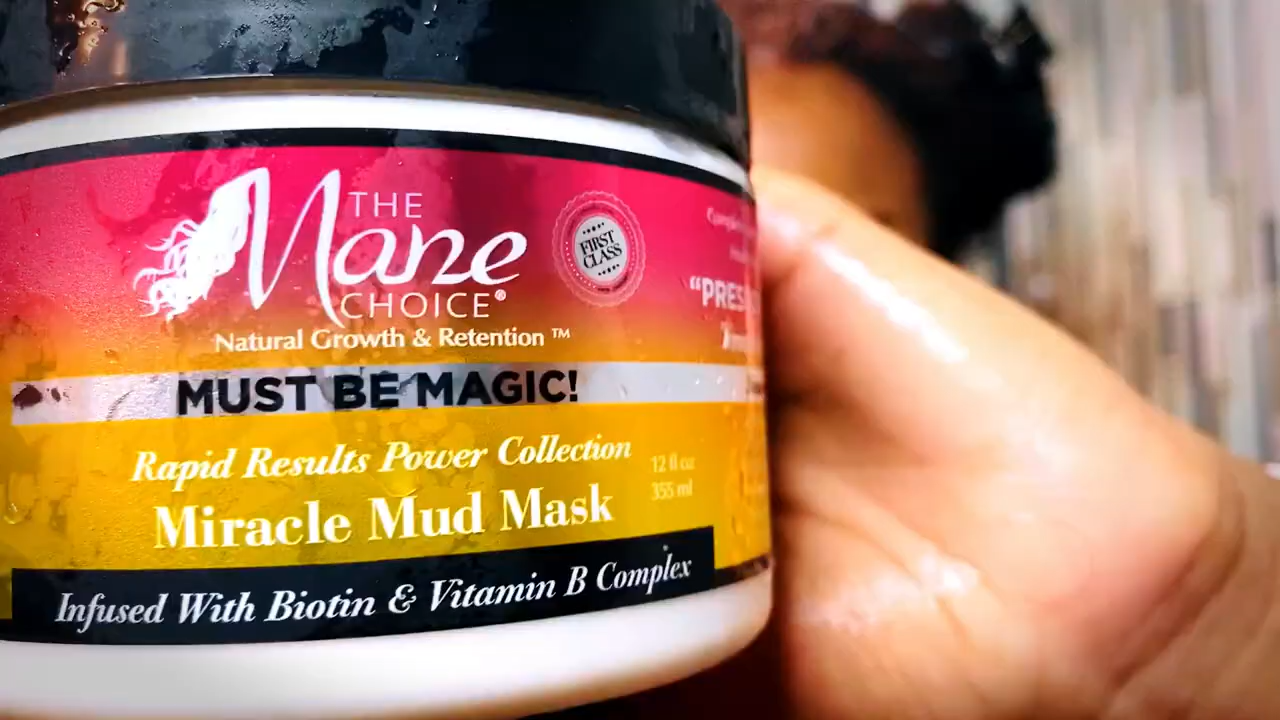 THE
Mane
CHOICE®
Natural Growth & Retention ™
FIRST
CLASS
MUST BE MAGIC!
Rapid Results Power Collection
12 fl oz
355 ml
Miracle Mud Mask
Infused With Biotin & Vitamin B Complex